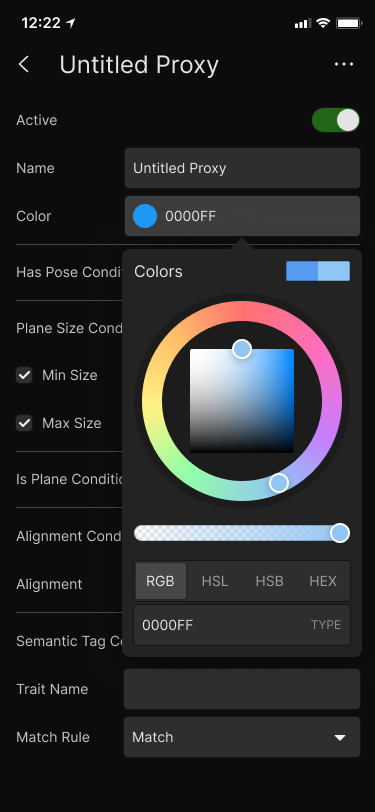 12:22
Untitled Proxy
Active
Name Untitled Proxy
Color 0000FF
Has Pose Condi
Colors
Plane Size Cond
Min Size
Max Size
Is Plane Conditio
Alignment Cond
Alignment
RGB HSL HSB HEX
0000FF TYPE
Semantic Tag Co
Trait Name
Match Rule Match